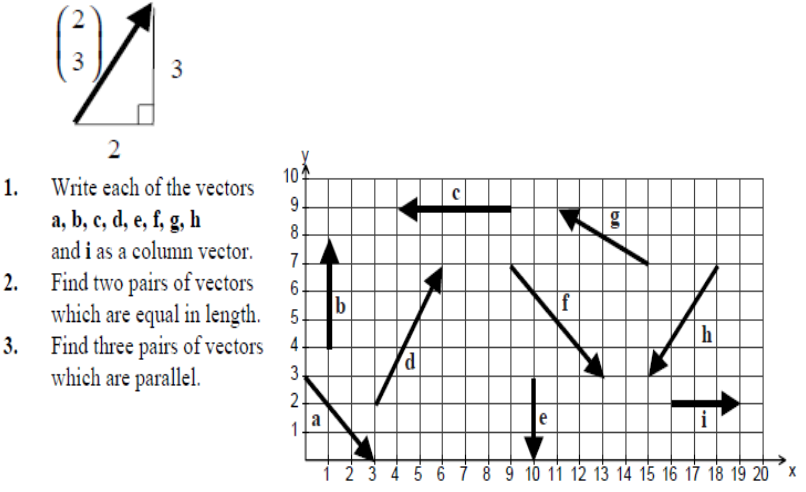 2
3
3
2
1. Write each of the vectors
a, b, c, d, e, f, g, h
and i as a column vector.
2. Find two pairs of vectors
which are equal in length.
3. Find three pairs of vectors
which are parallel.
y
10
9
8
7
6
5
4
3
2
1
c
g
b
f
h
d
a
e
i
1 2 3 4 5 6 7 8 9 10 11 12 13 14 15 16 17 18 19 20 x